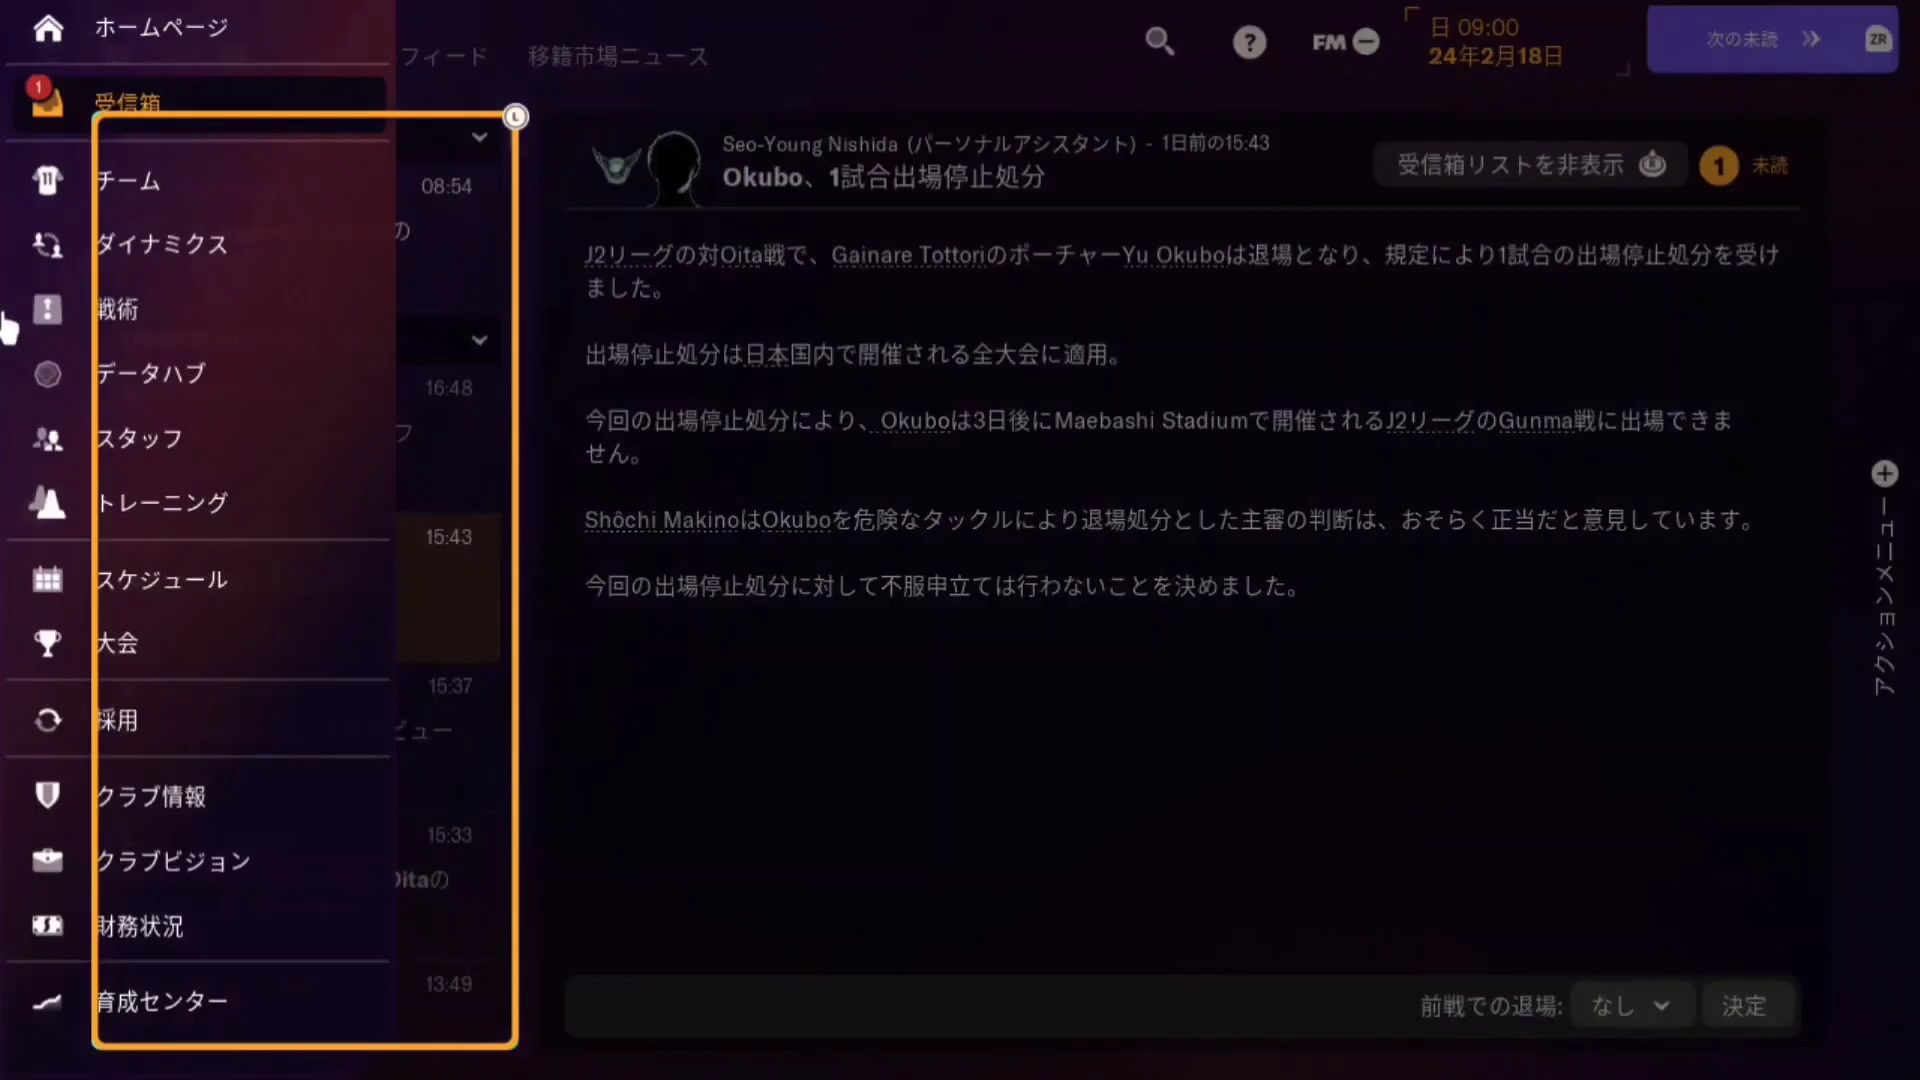 ホームページ
フィード
移籍市場ニュース
?
FM
日 09:00
24年2月18日
次の未読
ZR
1
受信箱
L
チーム
11
ダイナミクス
戦術
データハブ
スタッフ
トレーニング
スケジュール
大会
採用
クラブ情報
クラブビジョン
財務状況
育成センター
08:54
の
16:48
フ
15:43
15:37
ビュー
15:33
Oitaの
13:49
Seo-Young Nishida (パーソナルアシスタント) - 1日前の15:43
Okubo、1試合出場停止処分
受信箱リストを非表示
R
1
未読
J2リーグの対Oita戦で、Gainare TottoriのポーチャーYu Okuboは退場となり、規定により1試合の出場停止処分を受け
ました。
出場停止処分は日本国内で開催される全大会に適用。
今回の出場停止処分により、Okuboは3日後にMaebashi Stadiumで開催されるJ2リーグのGunma戦に出場できま
せん。
Shôchi MakinoはOkuboを危険なタックルにより退場処分とした主審の判断は、おそらく正当だと意見しています。
今回の出場停止処分に対して不服申立ては行わないことを決めました。
前戦での退場:
なし
決定
アクションメニュー